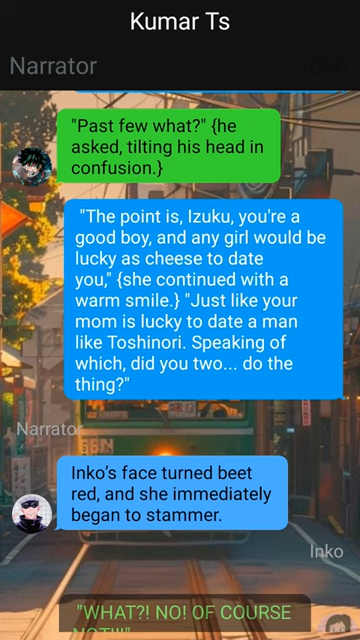 Kumar Ts
Narrator
Inko
"Past few what?" {he
asked, tilting his head in
confusion.}
"The point is, Izuku, you're a
good boy, and any girl would be
lucky as cheese to date
you," {she continued with a
warm smile.} "Just like your
mom is lucky to date a man
like Toshinori. Speaking of
which, did you two... do the
thing?"
Narrator
Inko’s face turned beet
red, and she immediately
began to stammer.
Inko
"WHAT?! NO! OF COURSE
NOT!!!!"